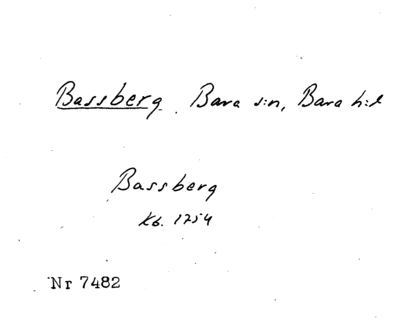 Bassberg. Bara s:n, Bara h:d
Bassberg
Kb. 1754
Nr 7482